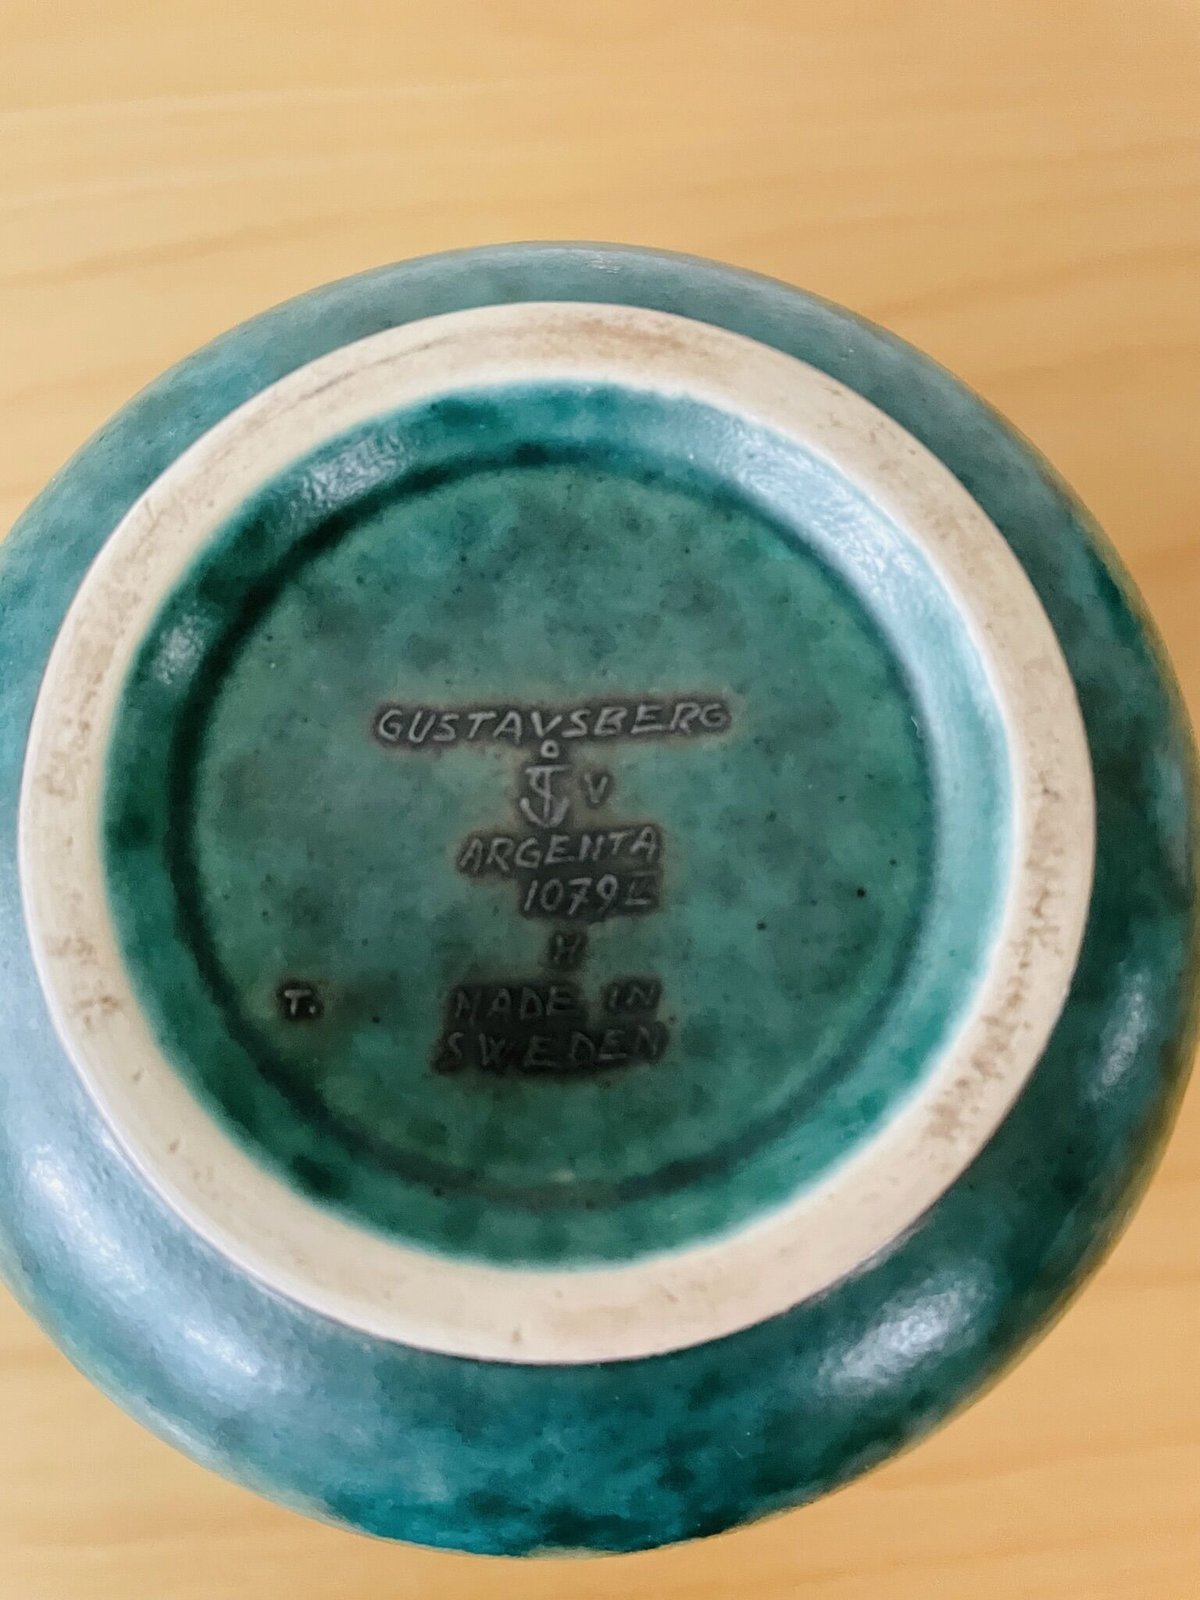 GUSTAVSBERG
V
ARGENTA
1079
H
T. MADE IN
SWEDEN